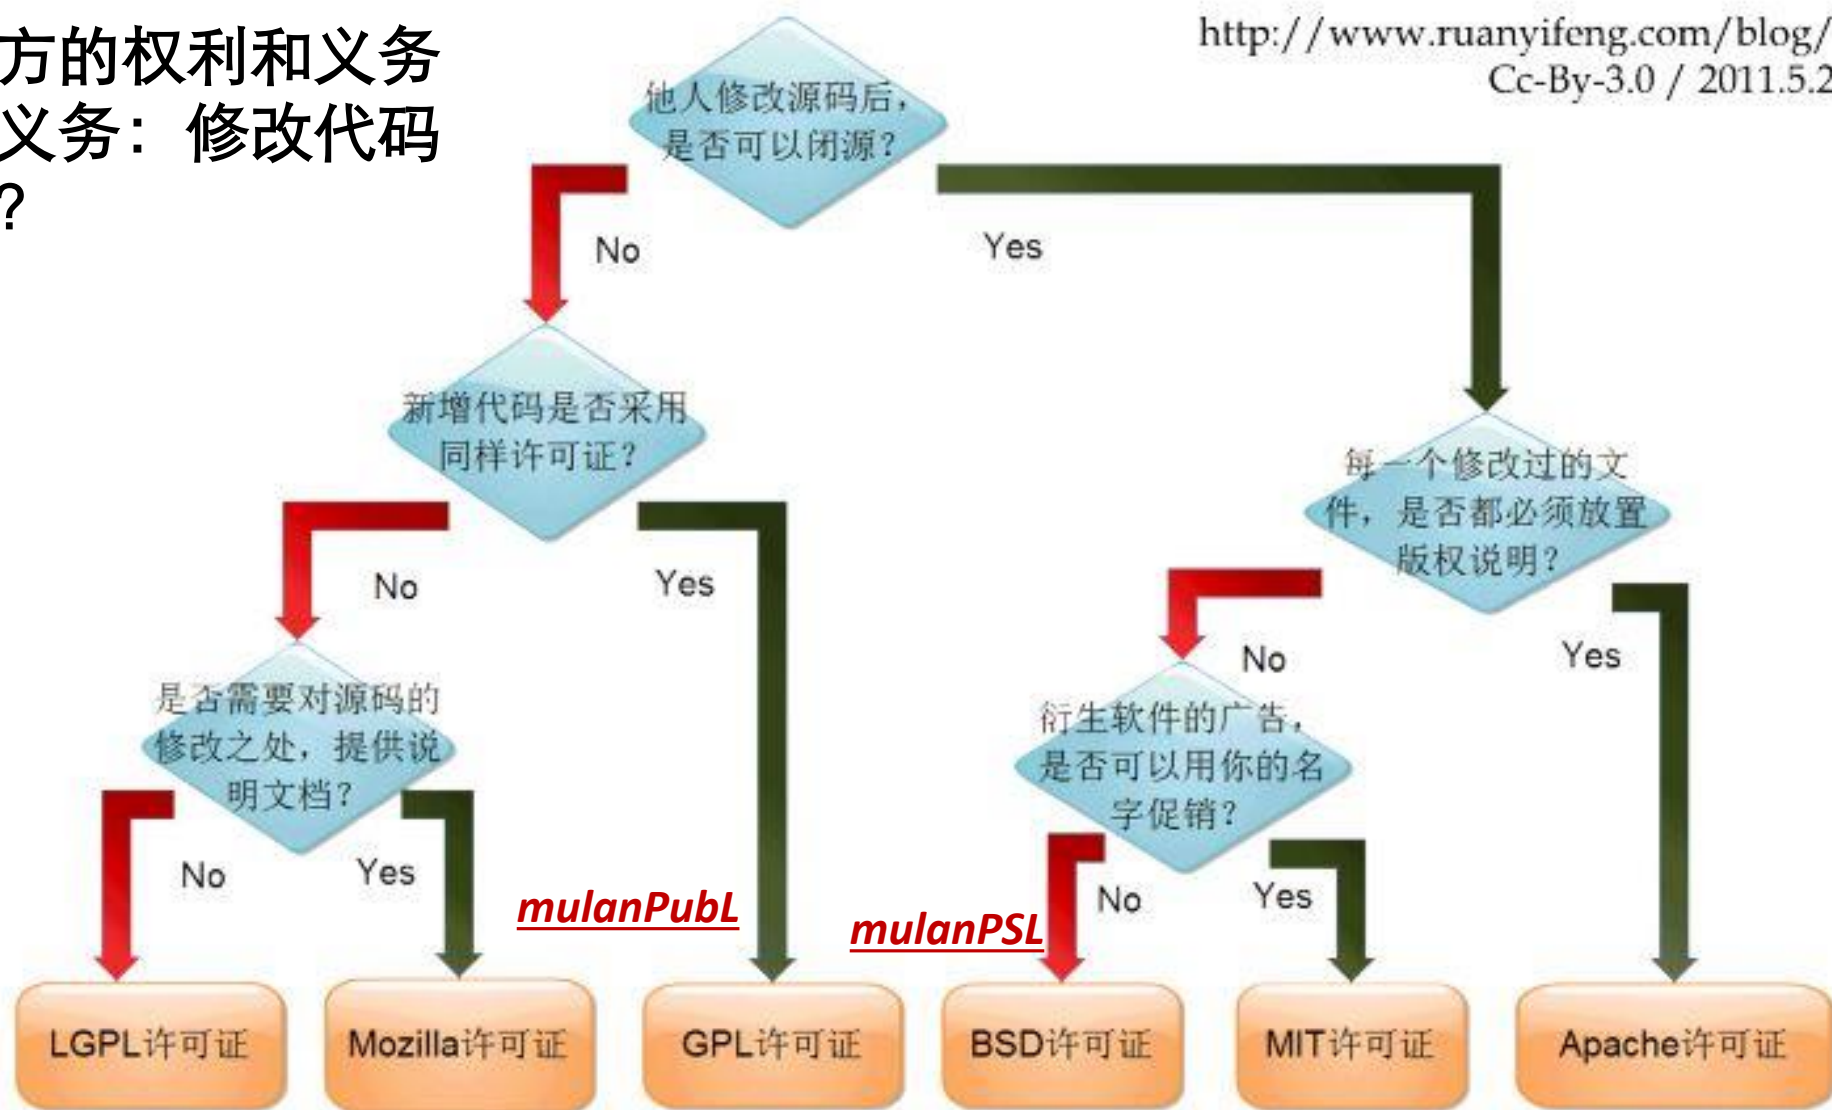 方的权利和义务
义务：修改代码
?
http://www.ruanyifeng.com/blog/
Cc-By-3.0 / 2011.5.2
他人修改源码后，
是否可以闭源？
No
Yes
新增代码是否采用
同样许可证？
每一个修改过的文
件，是否都必须放置
版权说明？
No
Yes
No
Yes
是否需要对源码的
修改之处，提供说
明文档？
衍生软件的广告，
是否可以用你的名
字促销？
No
Yes
mulanPubL
mulanPSL
No
Yes
LGPL许可证
Mozilla许可证
GPL许可证
BSD许可证
MIT许可证
Apache许可证